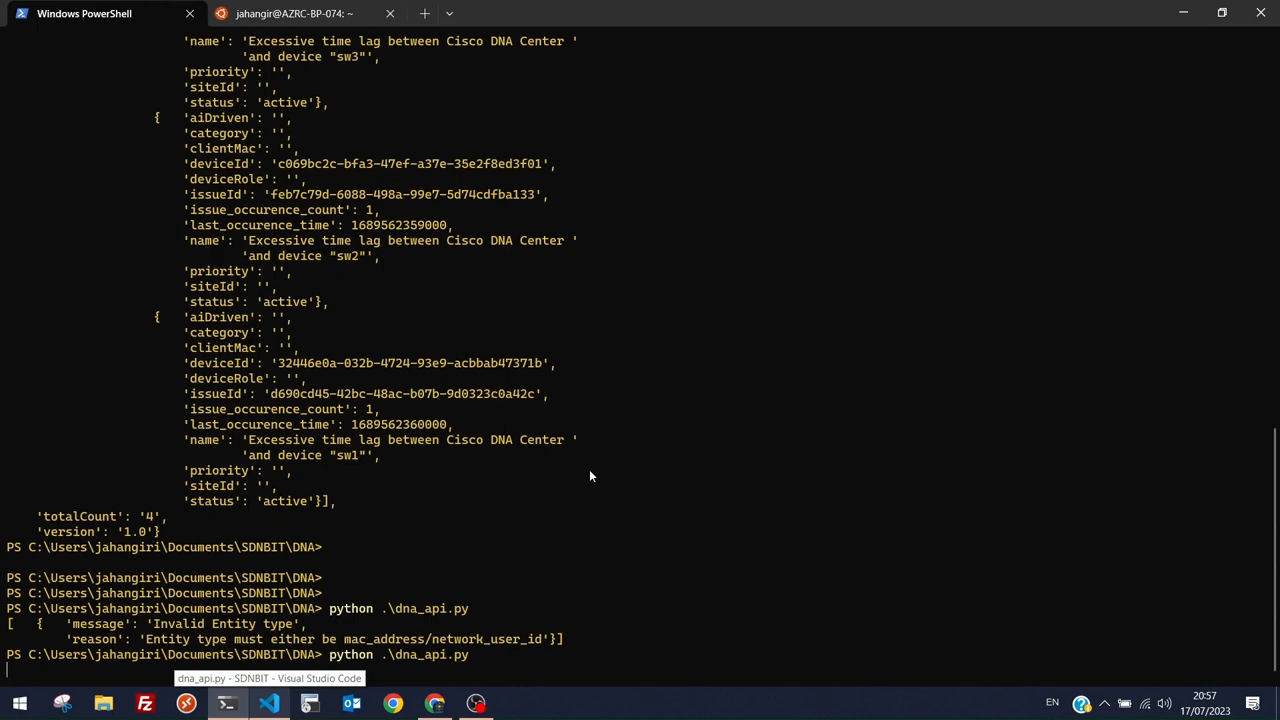 Windows PowerShell
jahangir@AZRC-BP-074: ~
'name': 'Excessive time lag between Cisco DNA Center '
'and device "sw3"',
'priority': '',
'siteId': '',
'status': 'active'},
{ 'aiDriven': '',
'category': '',
'clientMac': '',
'deviceId': 'c069bc2c-bfa3-47ef-a37e-35e2f8ed3f01',
'deviceRole': '',
'issueId': 'feb7c79d-6088-498a-99e7-5d74cdfba133',
'issue_occurence_count': 1,
'last_occurence_time': 1689562359000,
'name': 'Excessive time lag between Cisco DNA Center '
'and device "sw2"',
'priority': '',
'siteId': '',
'status': 'active'},
{ 'aiDriven': '',
'category': '',
'clientMac': '',
'deviceId': '32446e0a-032b-4724-93e9-acbbab47371b',
'deviceRole': '',
'issueId': 'd690cd45-42bc-48ac-b07b-9d0323c0a42c',
'issue_occurence_count': 1,
'last_occurence_time': 1689562360000,
'name': 'Excessive time lag between Cisco DNA Center '
'and device "sw1"',
'priority': '',
'siteId': '',
'status': 'active'}],
'totalCount': '4',
'version': '1.0'}
PS C:\Users\jahangiri\Documents\SDNBIT\DNA>
PS C:\Users\jahangiri\Documents\SDNBIT\DNA>
PS C:\Users\jahangiri\Documents\SDNBIT\DNA>
PS C:\Users\jahangiri\Documents\SDNBIT\DNA> python .\dna_api.py
[ { 'message': 'Invalid Entity type',
'reason': 'Entity type must either be mac_address/network_user_id'}]
PS C:\Users\jahangiri\Documents\SDNBIT\DNA> python .\dna_api.py
dna_api.py - SDNBIT - Visual Studio Code
EN
20:57
17/07/2023